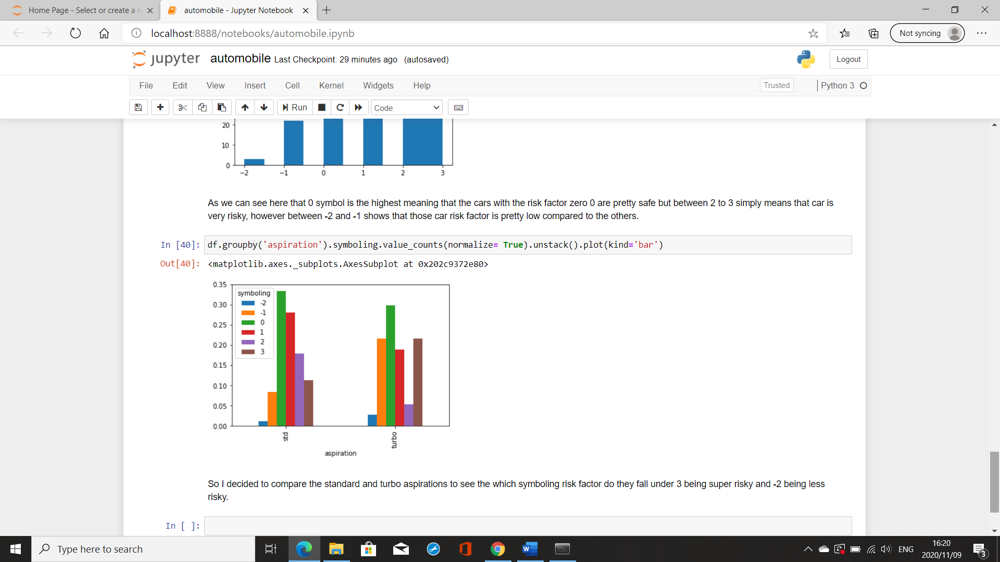 Home Page - Select or create a n
automobile - Jupyter Notebook
localhost:8888/notebooks/automobile.ipynb
Not syncing
jupyter automobile Last Checkpoint: 29 minutes ago (autosaved)
Logout
File Edit View Insert Cell Kernel Widgets Help
Trusted
Python 3
Run
Code
20
10
0
−2 −1 0 1 2 3
As we can see here that 0 symbol is the highest meaning that the cars with the risk factor zero 0 are pretty safe but between 2 to 3 simply means that car is
very risky, however between -2 and -1 shows that those car risk factor is pretty low compared to the others.
In [40]: df.groupby('aspiration').symboling.value_counts(normalize= True).unstack().plot(kind='bar')
Out[40]: <matplotlib.axes._subplots.AxesSubplot at 0x202c9372e80>
0.35
0.30
0.25
0.20
0.15
0.10
0.05
0.00
symboling
-2
-1
0
1
2
3
std turbo
aspiration
So I decided to compare the standard and turbo aspirations to see the which symboling risk factor do they fall under 3 being super risky and -2 being less
risky.
In [ ]:
Type here to search
ENG
16:20
2020/11/09
3